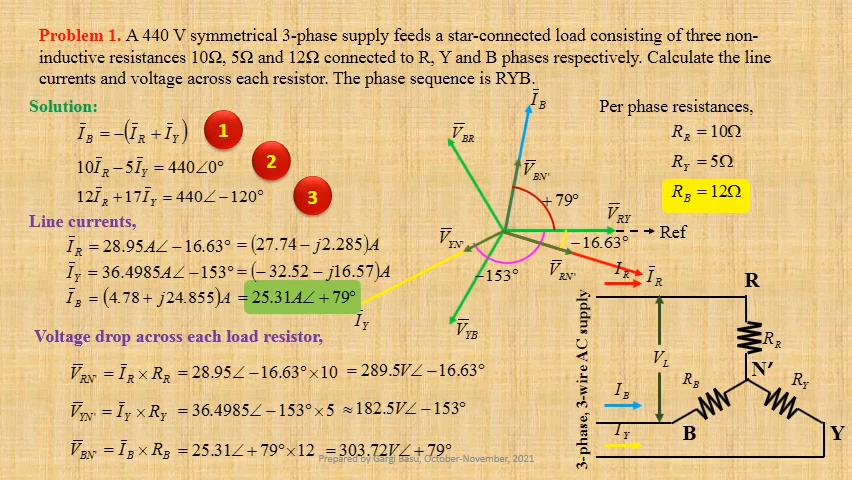 Problem 1. A 440 V symmetrical 3-phase supply feeds a star-connected load consisting of three non-
inductive resistances 10Ω, 5Ω and 12Ω connected to R, Y and B phases respectively. Calculate the line
currents and voltage across each resistor. The phase sequence is RYB.
Solution:
Ī_B = −(Ī_R + Ī_Y) 1
10Ī_R − 5Ī_Y = 440∠0° 2
12Ī_R + 17Ī_Y = 440∠−120° 3
Line currents,
Ī_R = 28.95A∠−16.63° = (27.74 − j2.285)A
Ī_Y = 36.4985A∠−153° = (−32.52 − j16.57)A
Ī_B = (4.78 + j24.855)A = 25.31A∠+79°
Voltage drop across each load resistor,
V̄_RN' = Ī_R × R_R = 28.95∠−16.63°×10 = 289.5V∠−16.63°
V̄_YN' = Ī_Y × R_Y = 36.4985∠−153°×5 ≈182.5V∠−153°
V̄_BN' = Ī_B × R_B = 25.31∠+79°×12 = 303.72V∠+79°
Prepared by Gargi Basu, October-November, 2021
Per phase resistances,
R_R = 10Ω
R_Y = 5Ω
R_B = 12Ω
Ī_B
V̄_BR
V̄_BN'
+79°
V̄_RY
Ref
V̄_YN'
−16.63°
−153°
V̄_RN'
Ī_R
Ī_Y
V̄_YB
3-phase, 3-wire AC supply
I_R
R
R_R
V_L
N′
R_B
R_Y
I_B
B
I_Y
Y